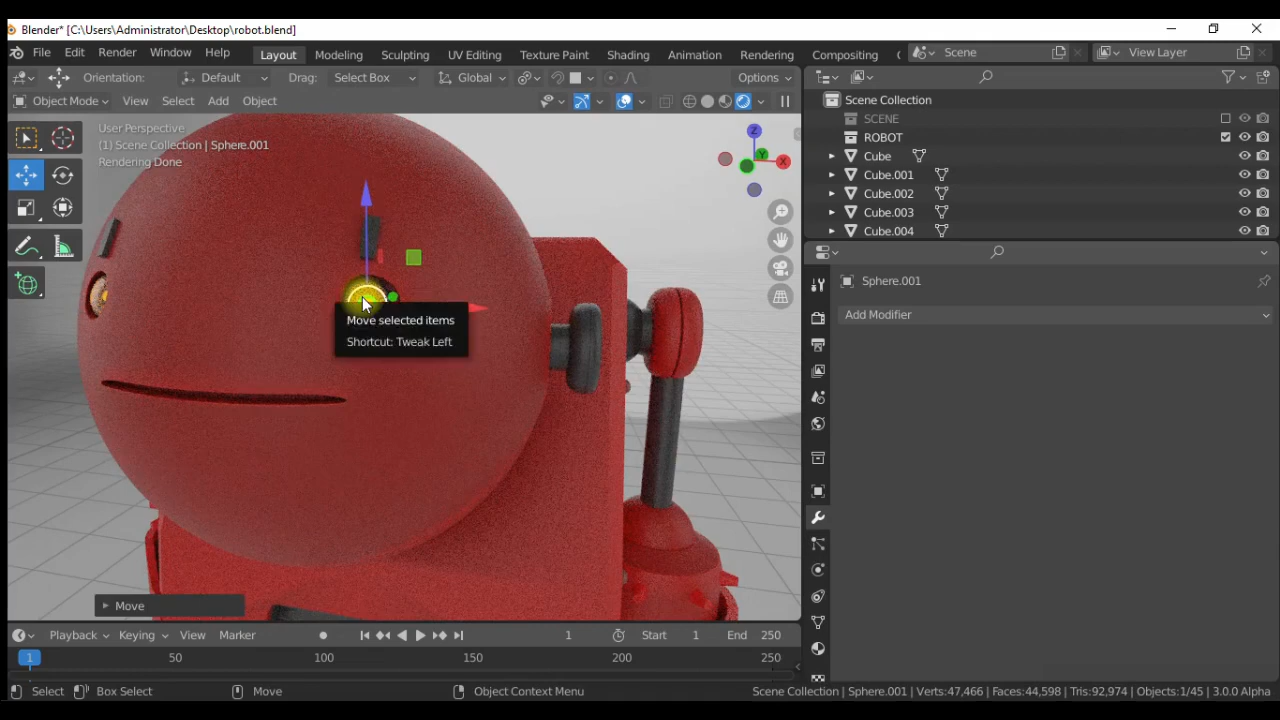 Blender* [C:\Users\Administrator\Desktop\robot.blend]
File Edit Render Window Help Layout Modeling Sculpting UV Editing Texture Paint Shading Animation Rendering Compositing Scene View Layer
Orientation: Default Drag: Select Box Global Options
Object Mode View Select Add Object
Scene Collection
SCENE
ROBOT
Cube
Cube.001
Cube.002
Cube.003
Cube.004
User Perspective
(1) Scene Collection | Sphere.001
Rendering Done
Z
Y
X
Move selected items
Shortcut: Tweak Left
Sphere.001
Add Modifier
Move
Playback Keying View Marker 1 Start 1 End 250
1 50 100 150 200 250
Select Box Select Move Object Context Menu Scene Collection | Sphere.001 | Verts:47,466 | Faces:44,598 | Tris:92,974 | Objects:1/45 | 3.0.0 Alpha